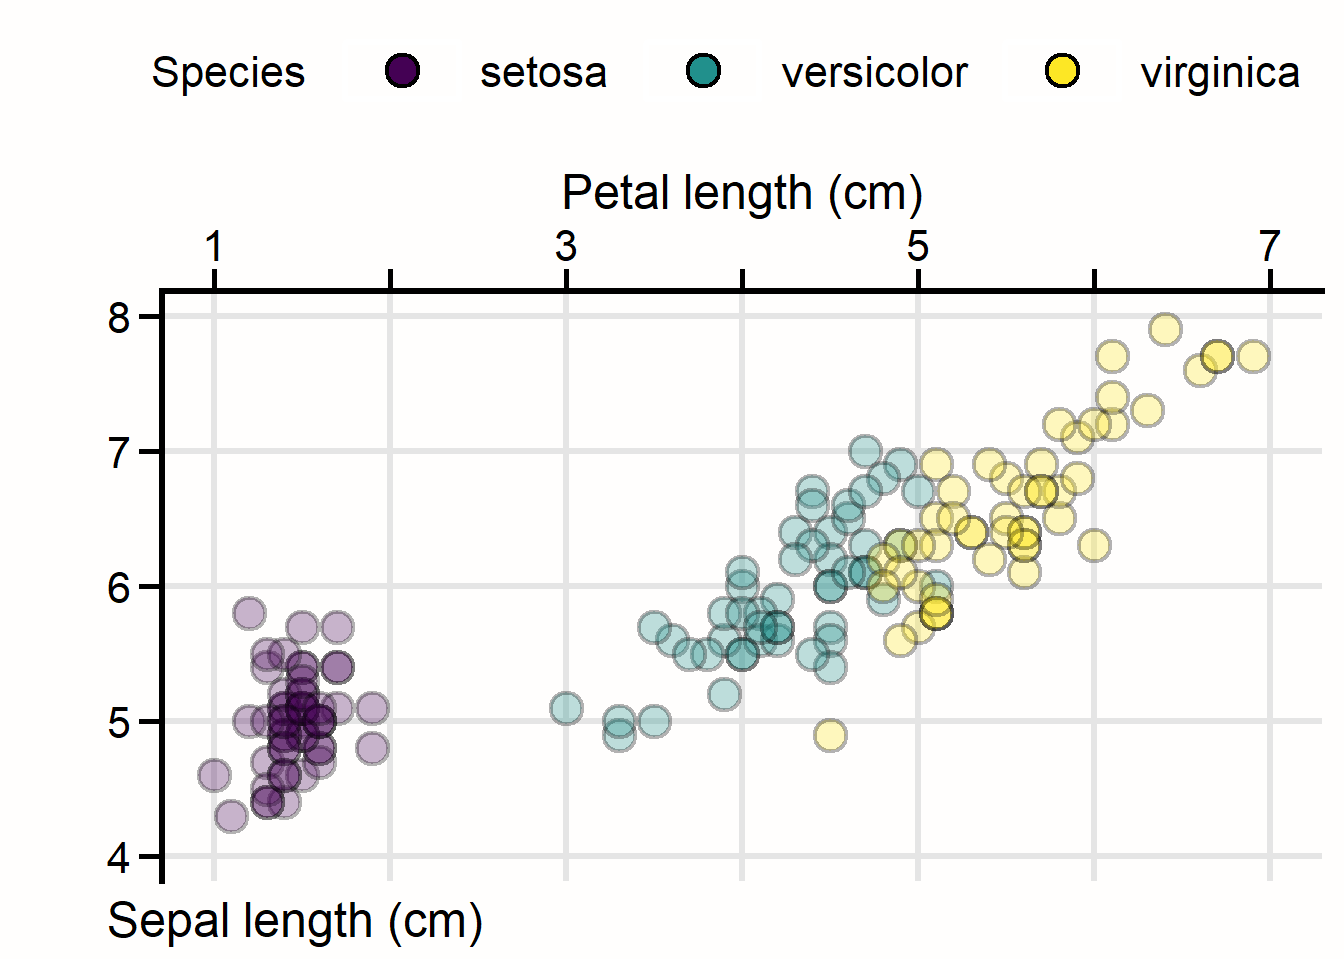 Species setosa versicolor virginica
Petal length (cm)
1 3 5 7
8
7
6
5
4
Sepal length (cm)